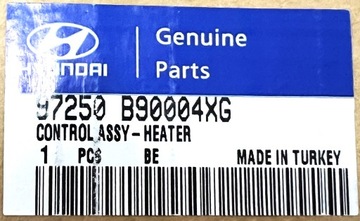 HYUNDAI
Genuine
Parts
97250 B90004XG
CONTROL ASSY-HEATER
1 PCS BE MADE IN TURKEY